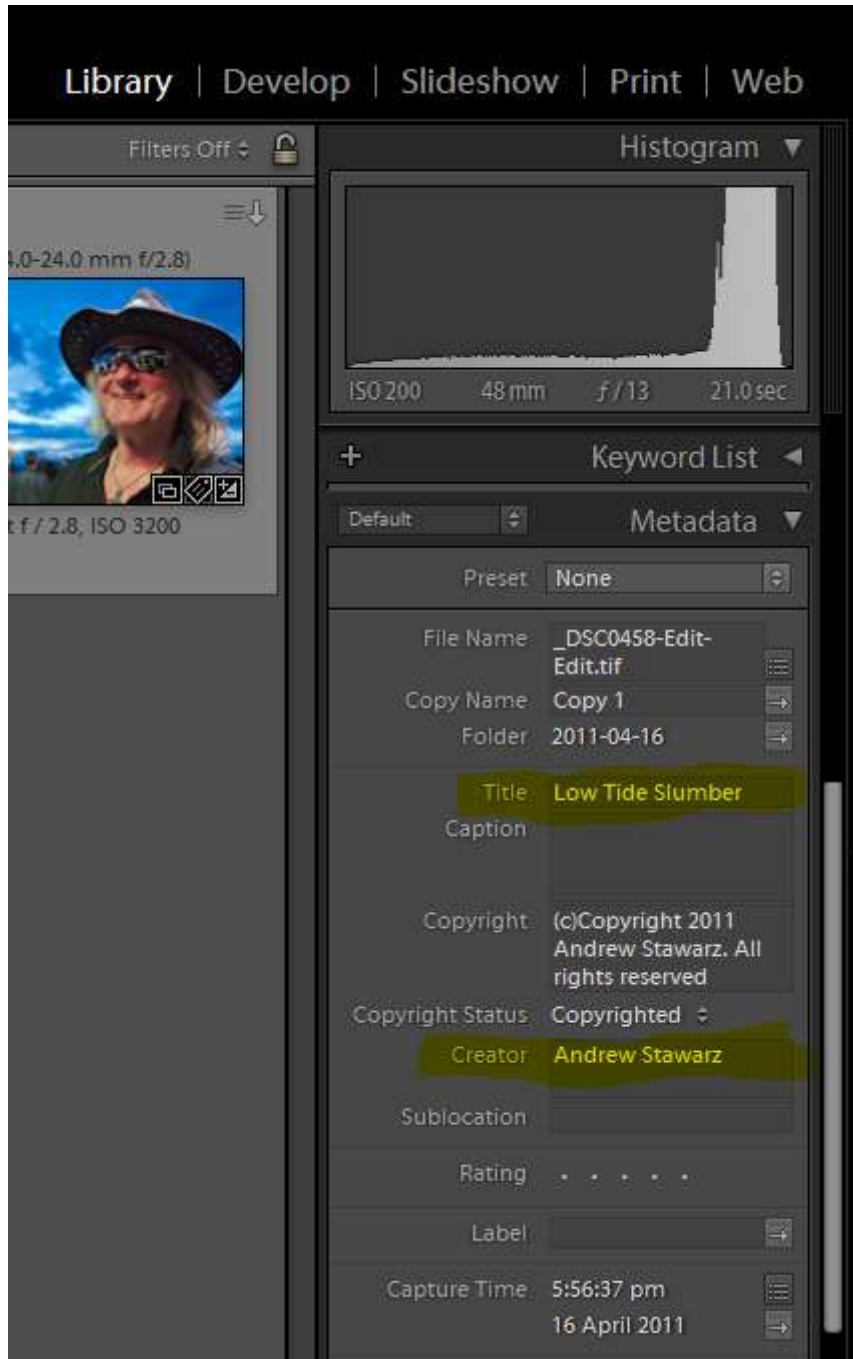 Library | Develop | Slideshow | Print | Web
Filters Off
Histogram
4.0-24.0 mm f/2.8)
ISO 200 48 mm ƒ / 13 21.0 sec
Keyword List
t f / 2.8, ISO 3200
Default Metadata
Preset None
File Name _DSC0458-Edit-
Edit.tif
Copy Name Copy 1
Folder 2011-04-16
Title Low Tide Slumber
Caption
Copyright (c)Copyright 2011
Andrew Stawarz. All
rights reserved
Copyright Status Copyrighted
Creator Andrew Stawarz
Sublocation
Rating . . . . .
Label
Capture Time 5:56:37 pm
16 April 2011